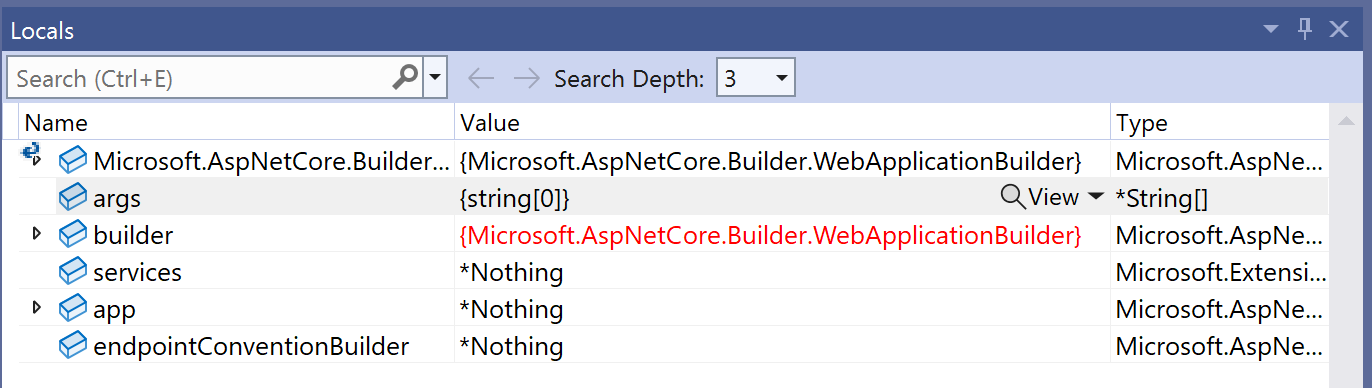 Locals
Search (Ctrl+E) Search Depth: 3
Name Value Type
Microsoft.AspNetCore.Builder... {Microsoft.AspNetCore.Builder.WebApplicationBuilder} Microsoft.AspNe...
args {string[0]} View *String[]
builder {Microsoft.AspNetCore.Builder.WebApplicationBuilder} Microsoft.AspNe...
services *Nothing Microsoft.Extensi...
app *Nothing Microsoft.AspNe...
endpointConventionBuilder *Nothing Microsoft.AspNe...